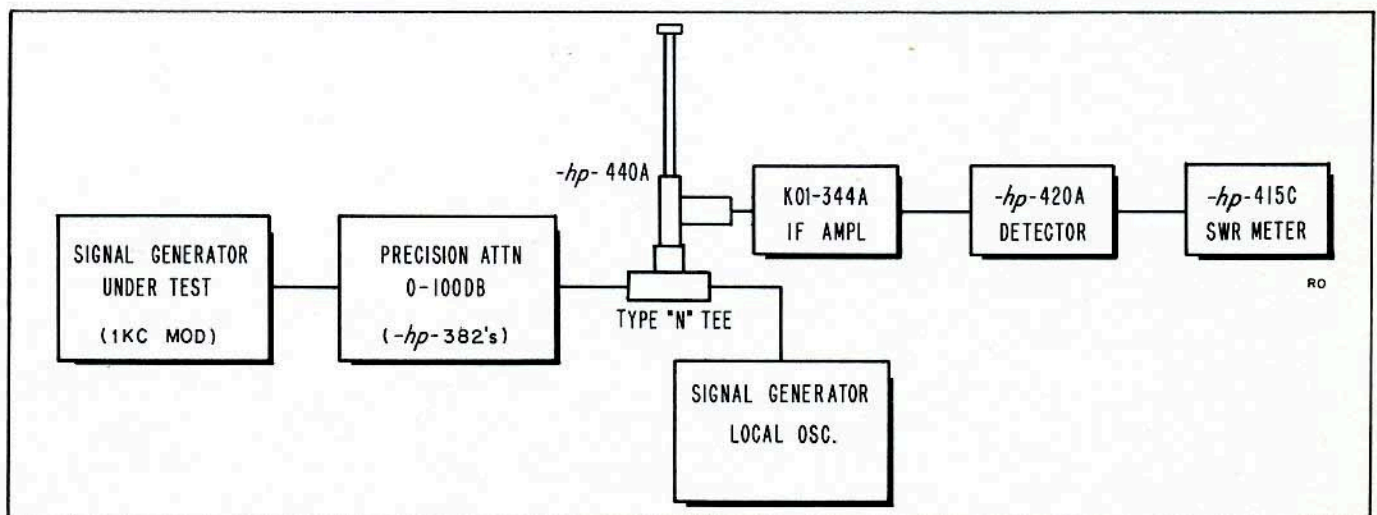 -hp- 440A
SIGNAL GENERATOR
UNDER TEST
(1KC MOD)
PRECISION ATTN
0-100DB
(-hp-382's)
TYPE "N" TEE
K01-344A
IF AMPL
-hp-420A
DETECTOR
-hp-415C
SWR METER
RO
SIGNAL GENERATOR
LOCAL OSC.